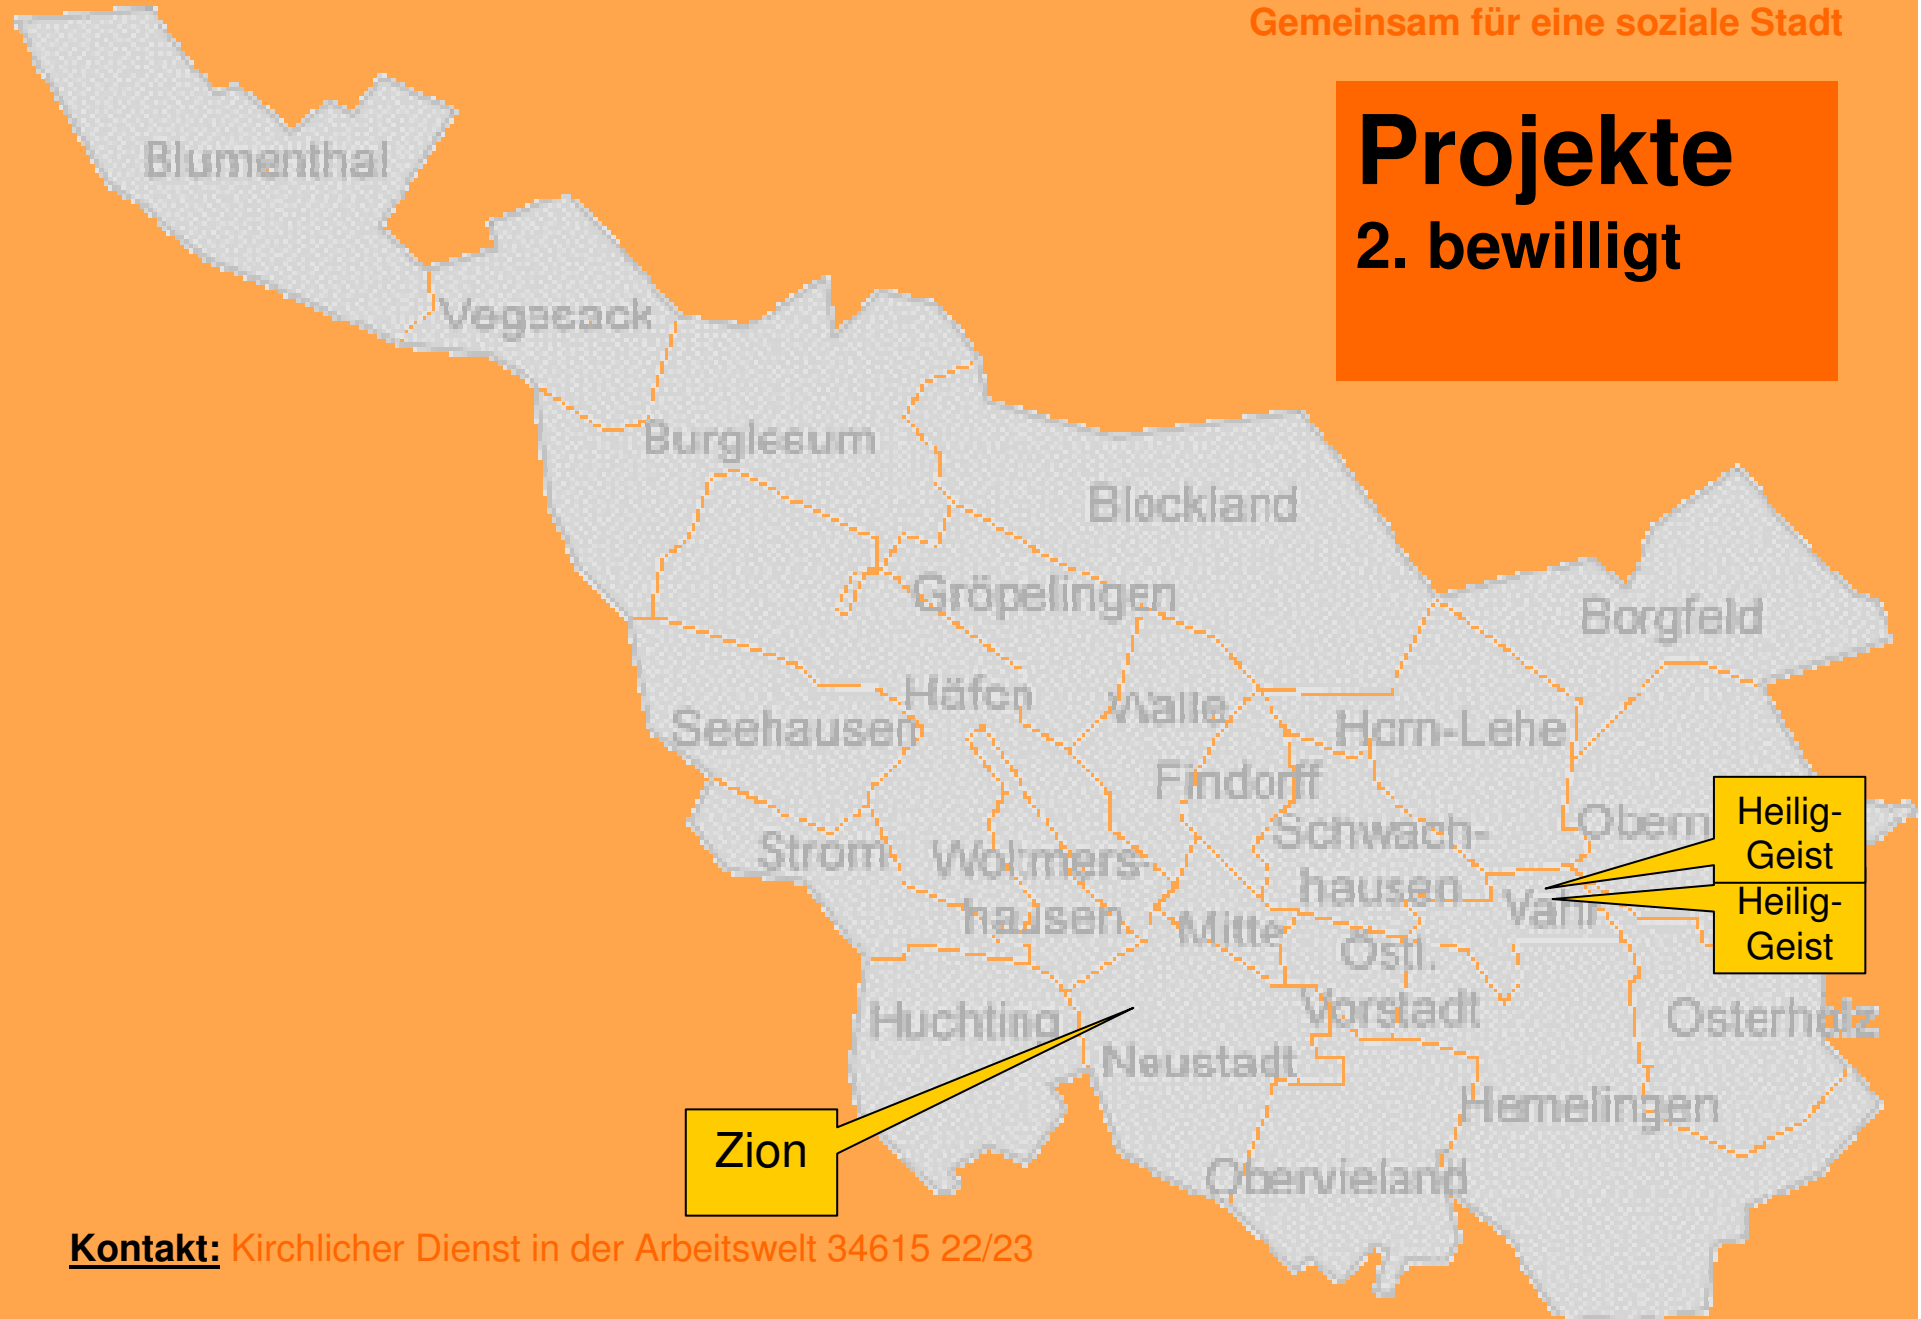 Gemeinsam für eine soziale Stadt
Projekte
2. bewilligt
Blumenthal
Vegesack
Burglesum
Blockland
Gröpelingen
Borgfeld
Häfen
Walle
Seehausen
Horn-Lehe
Findorff
Heilig-
Geist
Obern
Schwach-
hausen
Strom
Woltmers-
hausen
Vahr
Heilig-
Geist
Mitte
Östl.
Vorstadt
Huchting
Osterholz
Neustadt
Hemelingen
Zion
Obervieland
Kontakt: Kirchlicher Dienst in der Arbeitswelt 34615 22/23